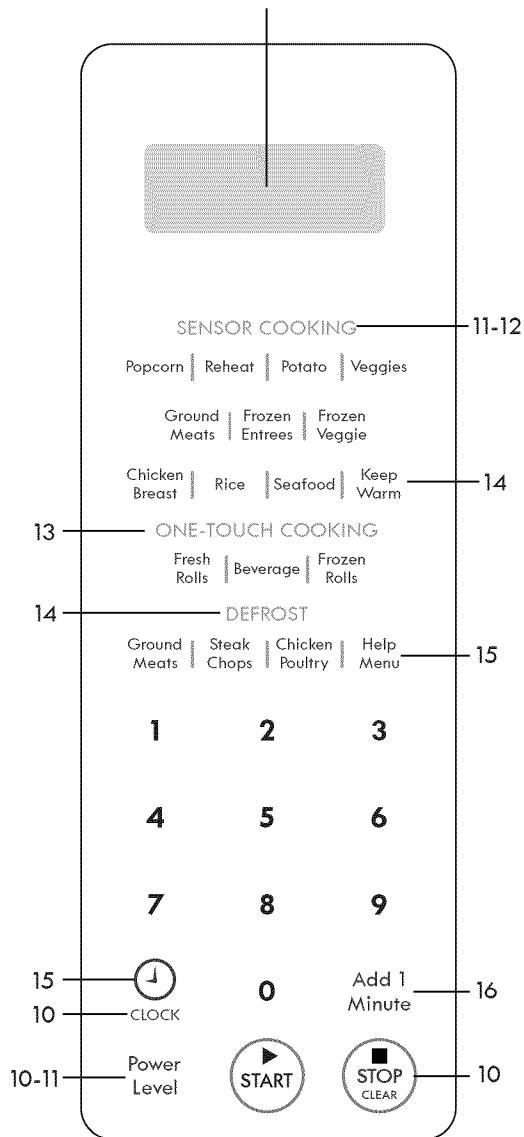 SENSOR COOKING 11-12
Popcorn Reheat Potato Veggies
Ground Meats Frozen Entrees Frozen Veggie
Chicken Breast Rice Seafood Keep Warm 14
13 ONE-TOUCH COOKING
Fresh Rolls Beverage Frozen Rolls
14 DEFROST
Ground Meats Steak Chops Chicken Poultry Help Menu 15
1 2 3
4 5 6
7 8 9
15 0 Add 1 Minute 16
10 CLOCK
10-11 Power Level START STOP CLEAR 10